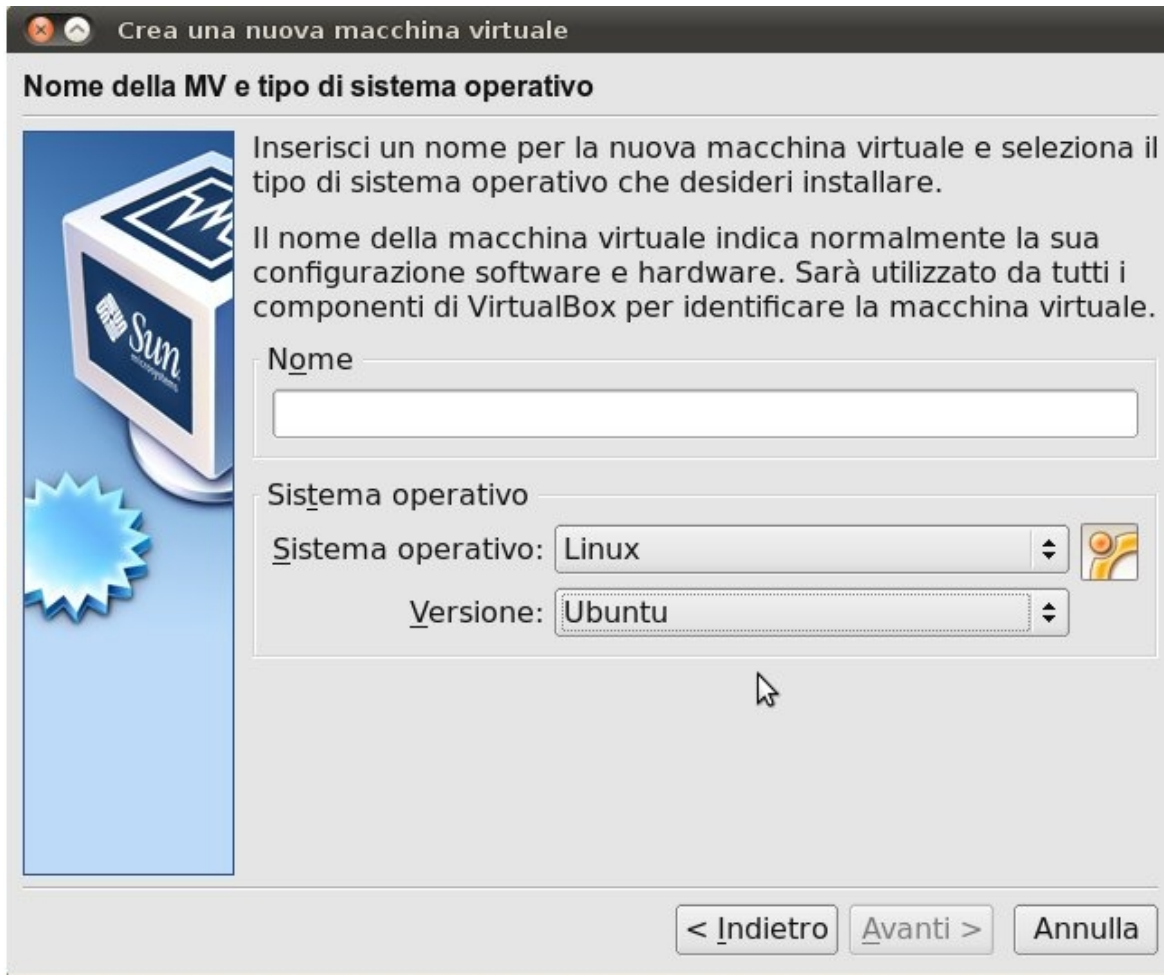 Crea una nuova macchina virtuale
Nome della MV e tipo di sistema operativo
Inserisci un nome per la nuova macchina virtuale e seleziona il
tipo di sistema operativo che desideri installare.
Il nome della macchina virtuale indica normalmente la sua
configurazione software e hardware. Sarà utilizzato da tutti i
componenti di VirtualBox per identificare la macchina virtuale.
Sun
microsystems
Nome
Sistema operativo
Sistema operativo: Linux
Versione: Ubuntu
< Indietro Avanti > Annulla